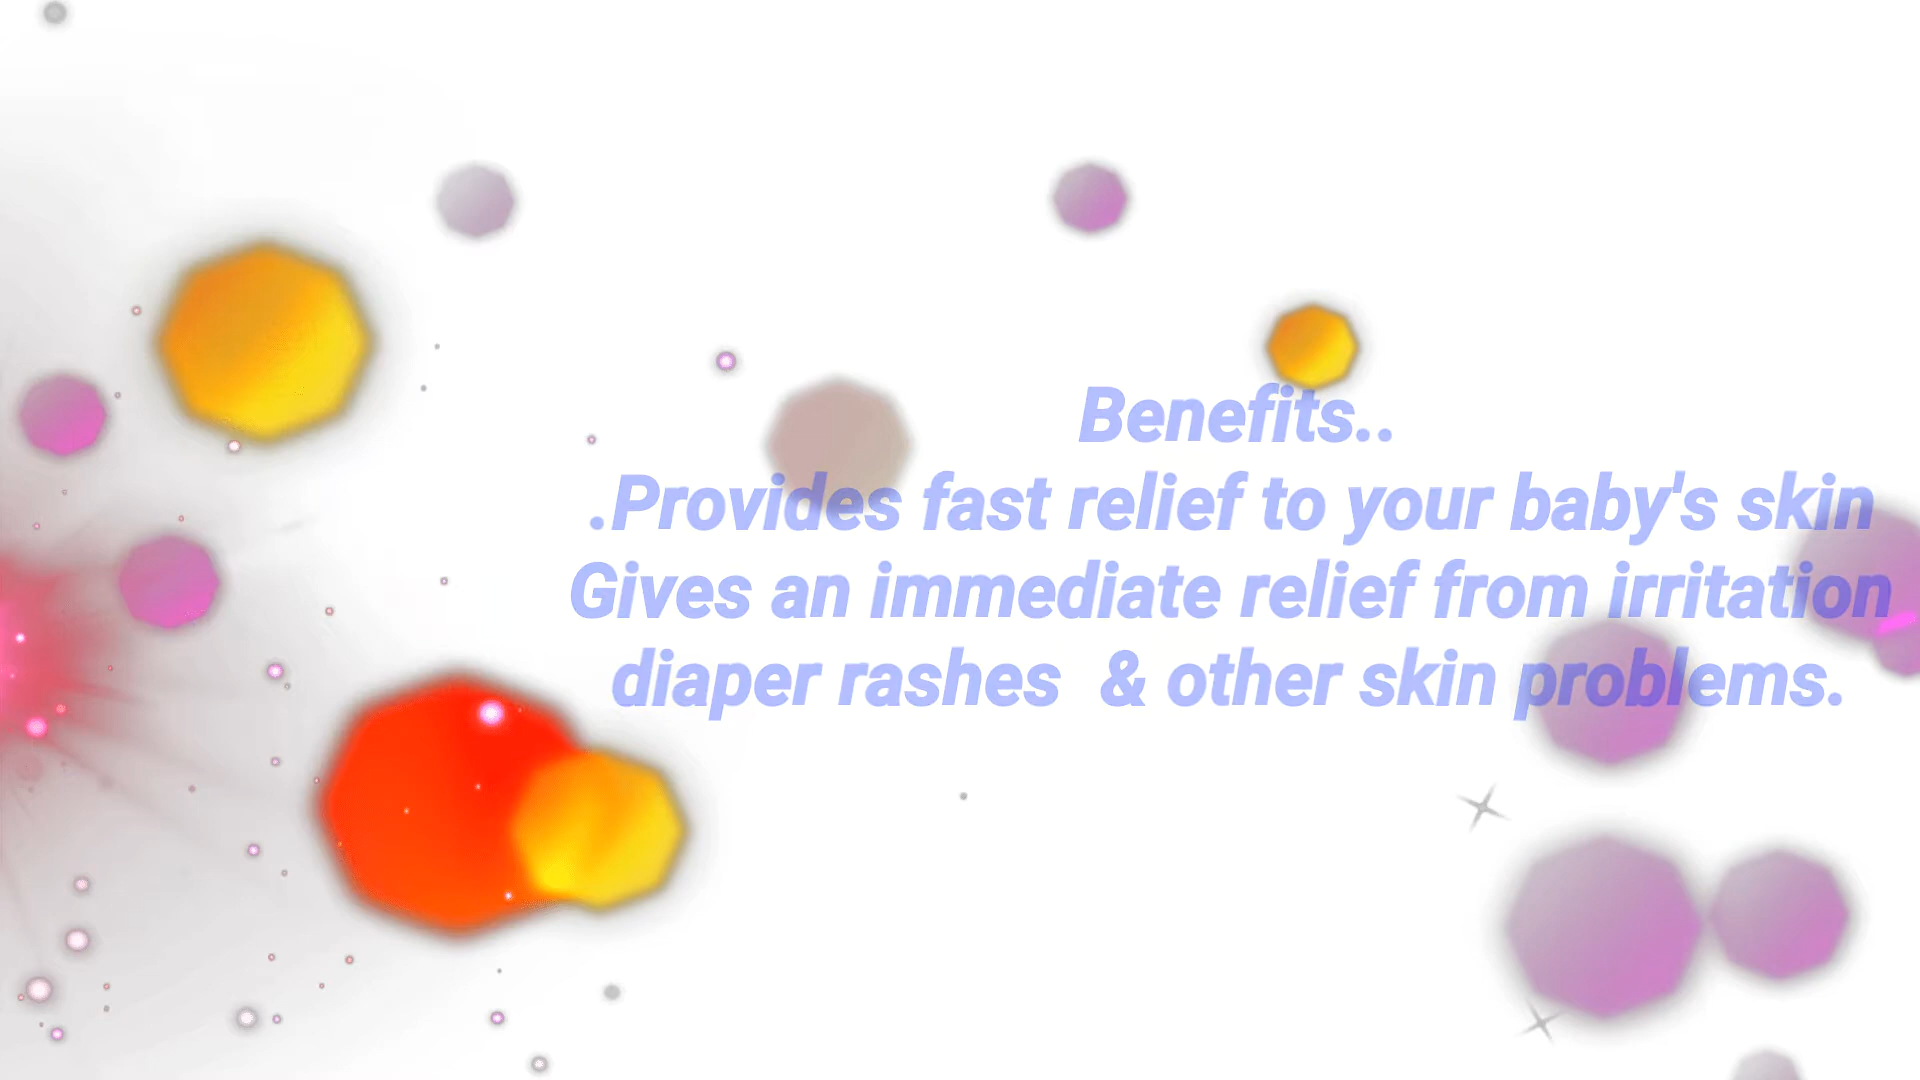 Benefits..
.Provides fast relief to your baby's skin
Gives an immediate relief from irritation
diaper rashes  & other skin problems.